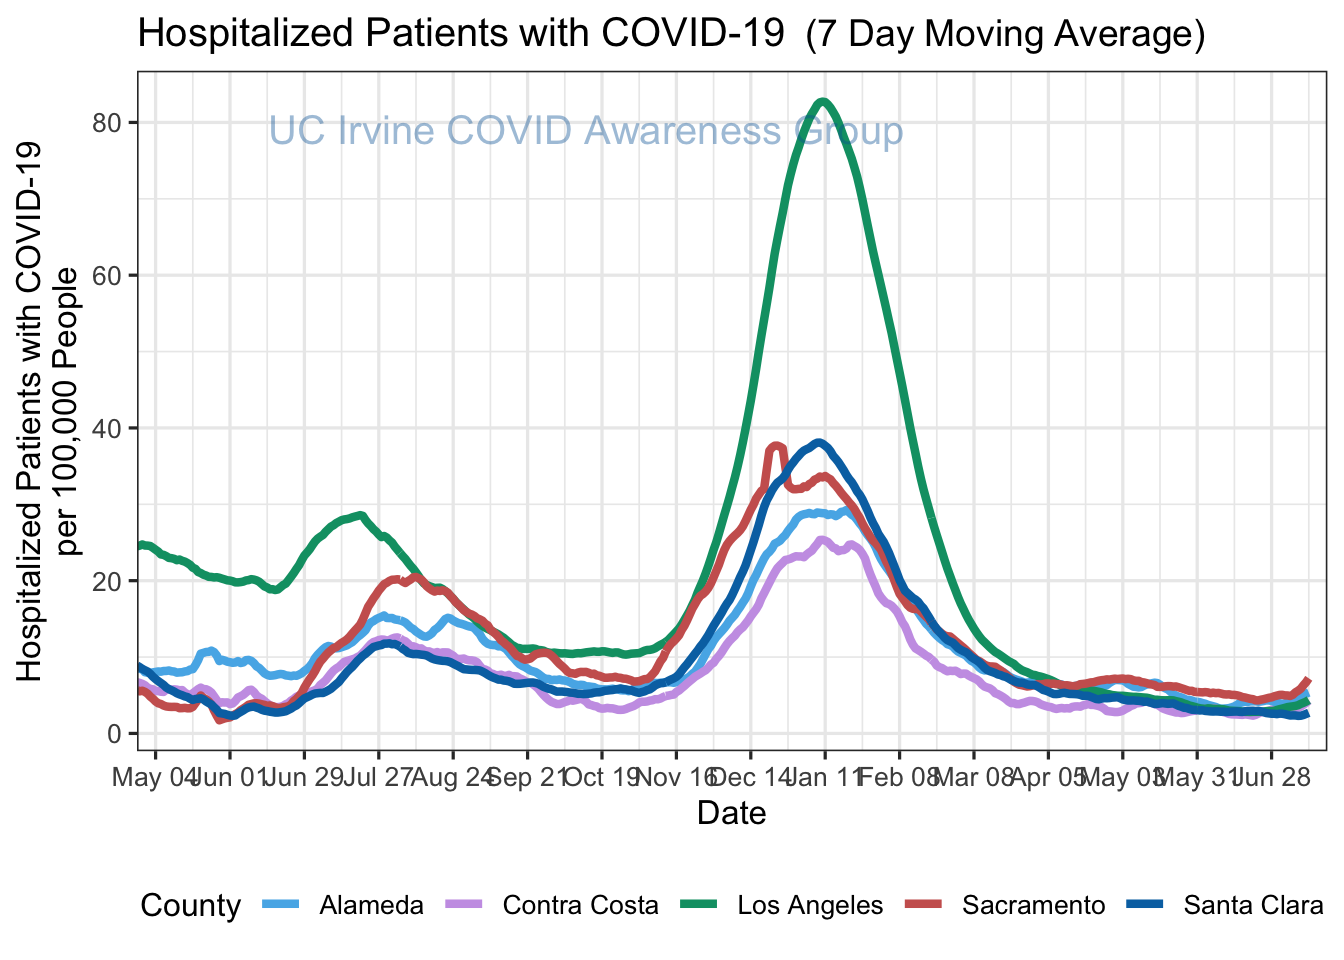 Hospitalized Patients with COVID-19 (7 Day Moving Average)
UC Irvine COVID Awareness Group
Hospitalized Patients with COVID-19
per 100,000 People
80
60
40
20
0
May 04 Jun 01 Jun 29 Jul 27 Aug 24 Sep 21 Oct 19 Nov 16 Dec 14 Jan 11 Feb 08 Mar 08 Apr 05 May 03 May 31 Jun 28
Date
County Alameda Contra Costa Los Angeles Sacramento Santa Clara